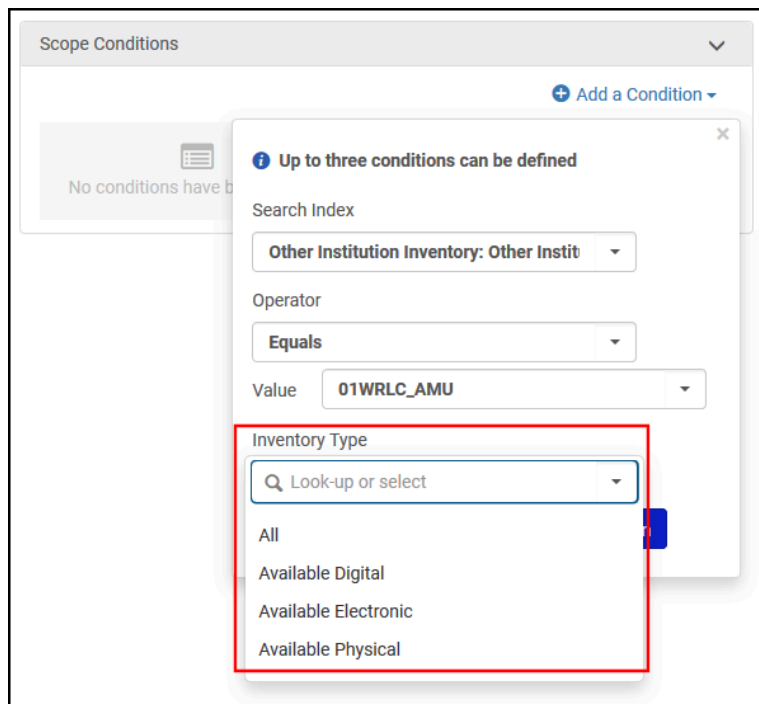 Scope Conditions
Add a Condition
Up to three conditions can be defined
No conditions have b
Search Index
Other Institution Inventory: Other Instit
Operator
Equals
Value 01WRLC_AMU
Inventory Type
Look-up or select
All
Available Digital
Available Electronic
Available Physical